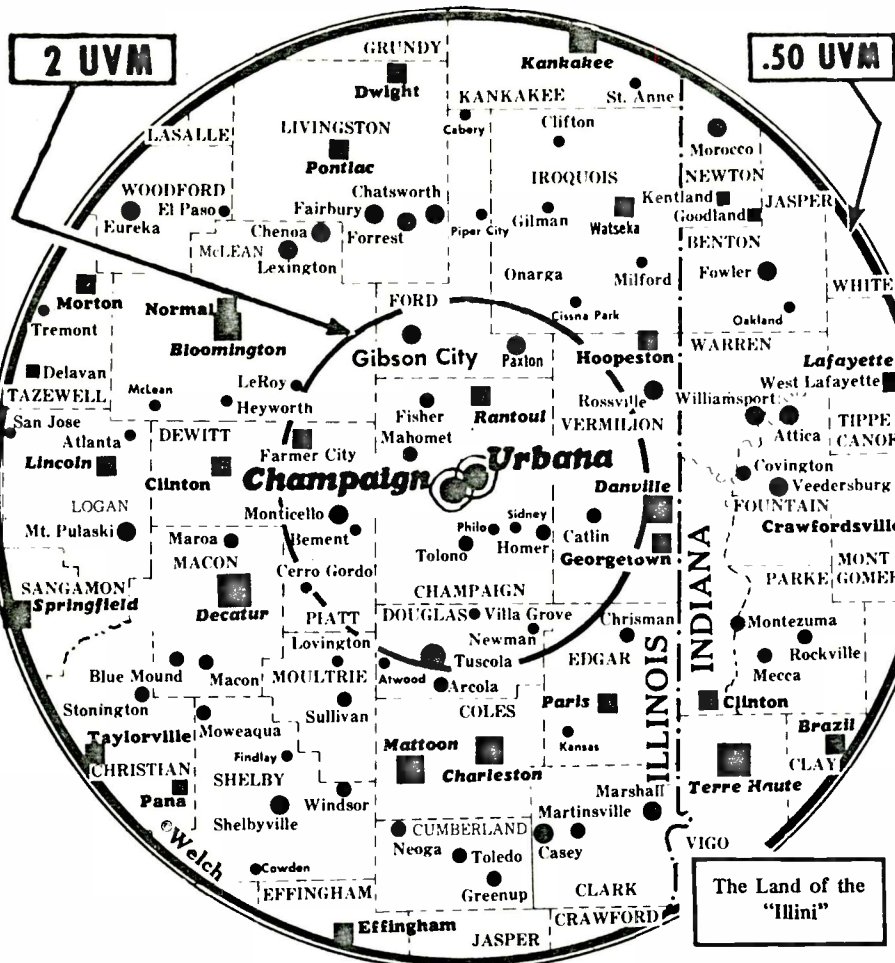 2 UVM
.50 UVM
GRUNDY
Kankakee
Dwight
KANKAKEE
St. Anne
Cabery
Clifton
LASALLE
LIVINGSTON
Pontiac
Morocco
NEWTON
IROQUOIS
WOODFORD
El Paso
Eureka
Chatsworth
Fairbury
Forrest
Piper City
Gilman
Watseka
Kentland
Goodland
JASPER
Chenoa
McLEAN
Lexington
BENTON
Onarga
Milford
Fowler
WHITE
Morton
Tremont
Normal
Bloomington
FORD
Cissna Park
Oakland
Gibson City
Paxton
Hoopeston
WARREN
Lafayette
West Lafayette
Delavan
TAZEWELL
McLean
LeRoy
Heyworth
Fisher
Rantoul
Rossville
Williamsport
Attica
TIPPE
CANOE
San Jose
Atlanta
DEWITT
Farmer City
Mahomet
VERMILION
Lincoln
Clinton
Champaign
Urbana
Covington
Veedersburg
Danville
FOUNTAIN
LOGAN
Mt. Pulaski
Monticello
Bement
Philo
Sidney
Homer
Tolono
Catlin
Georgetown
Crawfordsville
Maroa
MACON
Cerro Gordo
CHAMPAIGN
PARKE
MONT
GOMER
SANGAMON
Springfield
Decatur
PIATT
DOUGLAS
Villa Grove
Newman
Chrisman
Montezuma
Rockville
Mecca
Lovington
MOULTRIE
Atwood
Tuscola
Arcola
EDGAR
ILLINOIS
INDIANA
Blue Mound
Macon
Stonington
Moweaqua
Sullivan
COLES
Paris
Clinton
Kansas
Brazil
CLAY
Taylorville
CHRISTIAN
Findlay
Mattoon
Charleston
Terre Haute
Pana
SHELBY
Shelbyville
Windsor
Marshall
Martinsville
©Welch
CUMBERLAND
Neoga
Toledo
Greenup
Casey
VIGO
Cowden
EFFINGHAM
CLARK
CRAWFORD
Effingham
JASPER
The Land of the
"Illini"